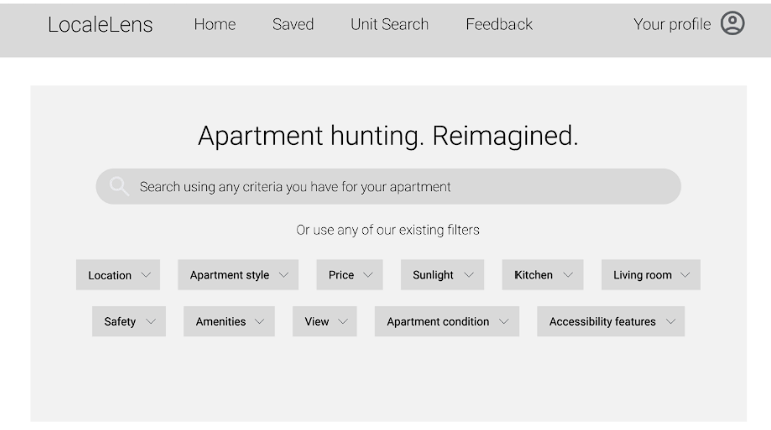 LocaleLens Home Saved Unit Search Feedback Your profile
Apartment hunting. Reimagined.
Search using any criteria you have for your apartment
Or use any of our existing filters
Location Apartment style Price Sunlight Kitchen Living room
Safety Amenities View Apartment condition Accessibility features